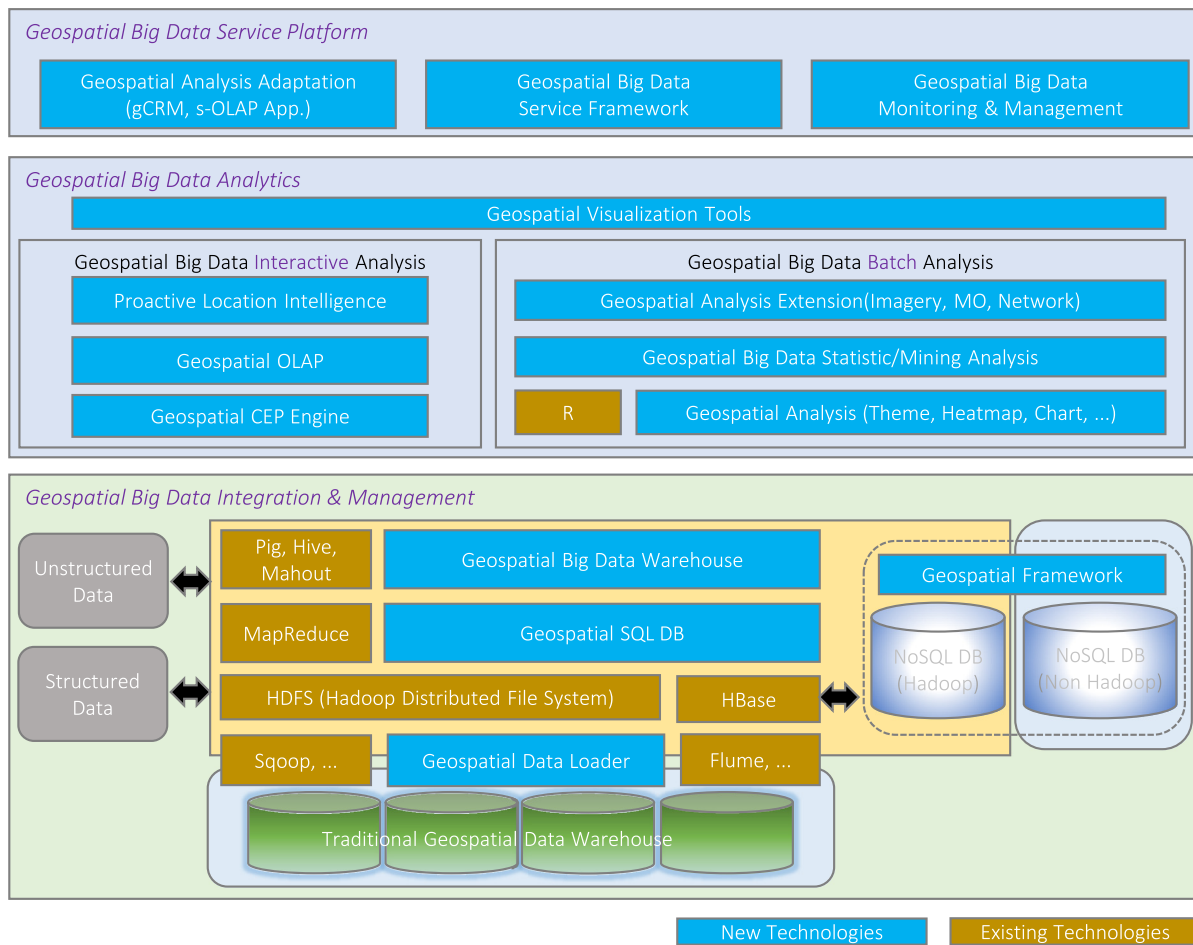 Geospatial Big Data Service Platform
Geospatial Analysis Adaptation
(gCRM, s-OLAP App.)
Geospatial Big Data
Service Framework
Geospatial Big Data
Monitoring & Management
Geospatial Big Data Analytics
Geospatial Visualization Tools
Geospatial Big Data Interactive Analysis
Proactive Location Intelligence
Geospatial OLAP
Geospatial CEP Engine
Geospatial Big Data Batch Analysis
Geospatial Analysis Extension(Imagery, MO, Network)
Geospatial Big Data Statistic/Mining Analysis
R
Geospatial Analysis (Theme, Heatmap, Chart, ...)
Geospatial Big Data Integration & Management
Unstructured
Data
Structured
Data
Pig, Hive,
Mahout
Geospatial Big Data Warehouse
MapReduce
Geospatial SQL DB
HDFS (Hadoop Distributed File System)
HBase
Sqoop, ...
Geospatial Data Loader
Flume, ...
Geospatial Framework
NoSQL DB
(Hadoop)
NoSQL DB
(Non Hadoop)
Traditional Geospatial Data Warehouse
New Technologies
Existing Technologies